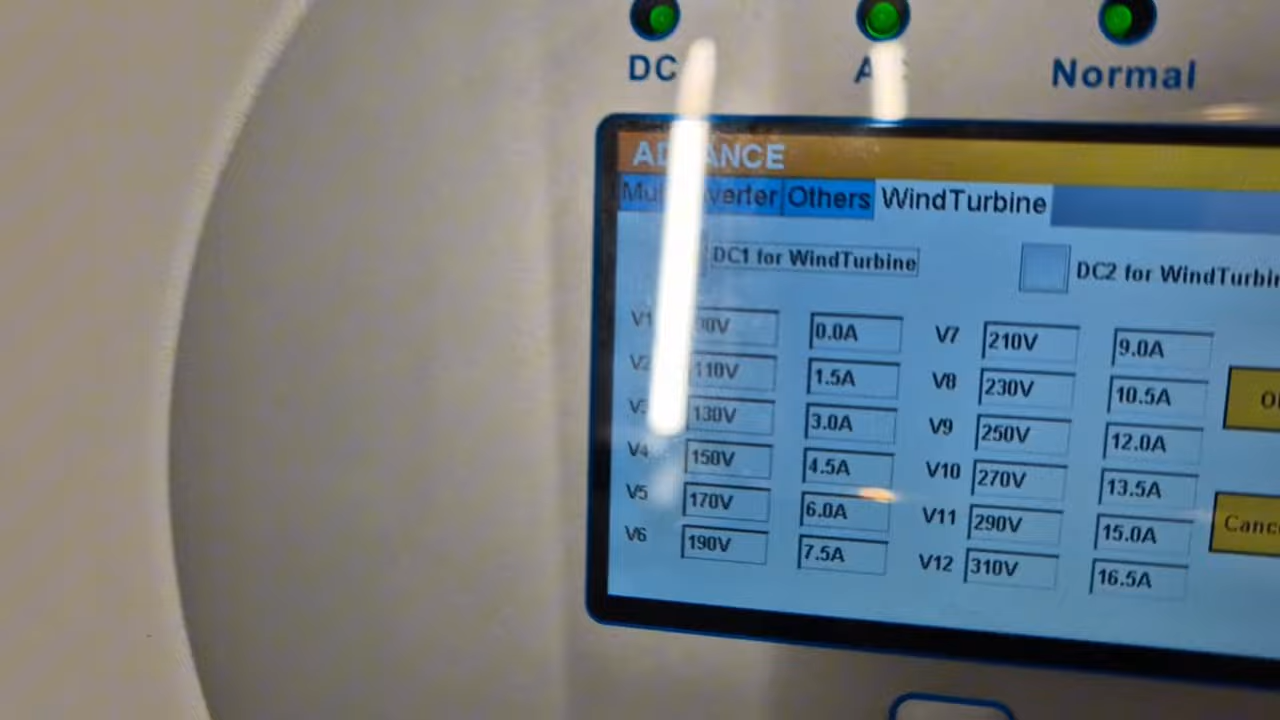 DC Normal
ADVANCE
Others WindTurbine
DC1 for WindTurbine DC2 for
V1 0.0A V7 210V 9.0A
V2 110V 1.5A V8 230V 10.5A
V3 130V 3.0A V9 250V 12.0A
V4 150V 4.5A V10 270V 13.5A
V5 170V 6.0A V11 290V 15.0A
V6 190V 7.5A V12 310V 16.5A